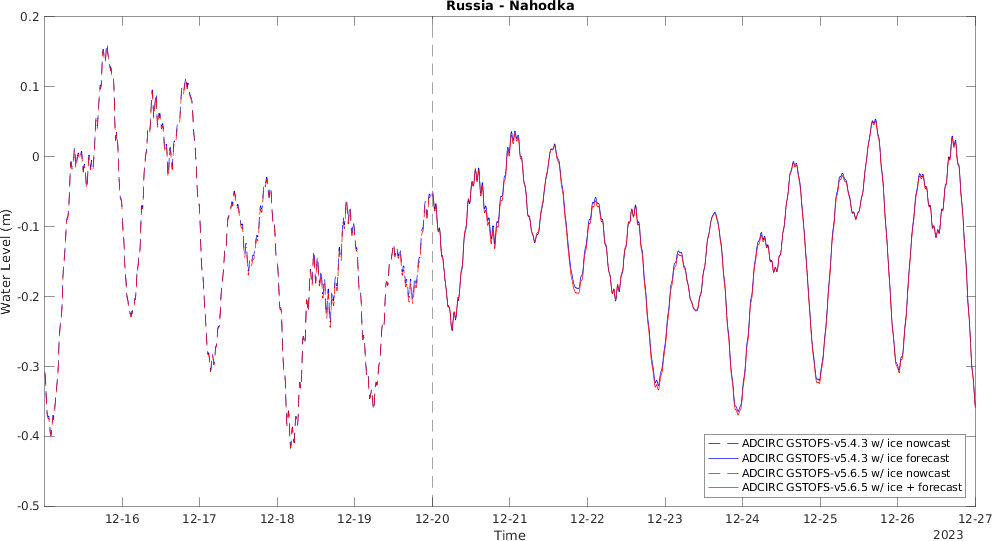 Russia - Nahodka
0.2
0.1
0
-0.1
-0.2
-0.3
-0.4
-0.5
Water Level (m)
ADCIRC GSTOFS-v5.4.3 w/ ice nowcast
ADCIRC GSTOFS-v5.4.3 w/ ice forecast
ADCIRC GSTOFS-v5.6.5 w/ ice nowcast
ADCIRC GSTOFS-v5.6.5 w/ ice + forecast
12-16 12-17 12-18 12-19 12-20 12-21 12-22 12-23 12-24 12-25 12-26 12-27
Time
2023